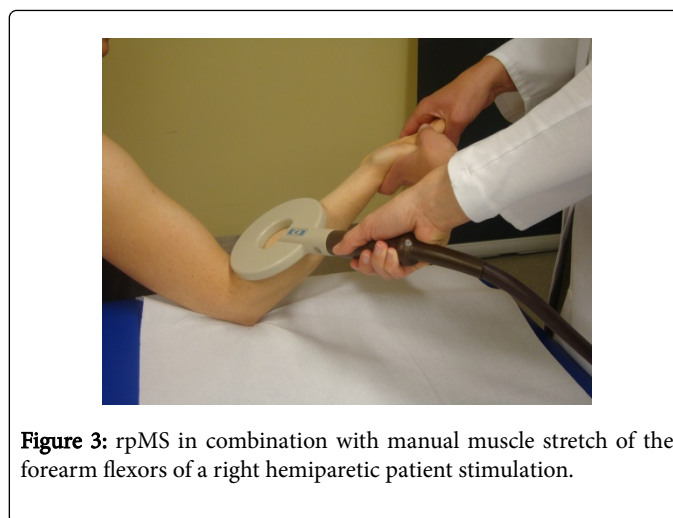 Figure 3: rpMS in combination with manual muscle stretch of the
forearm flexors of a right hemiparetic patient stimulation.